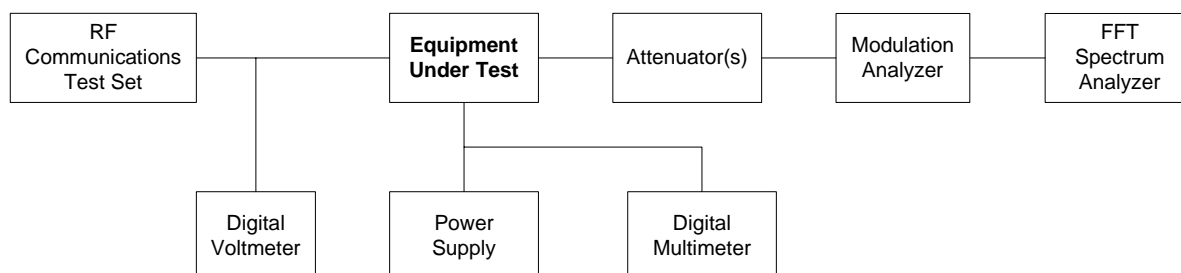 RF
Communications
Test Set
Equipment
Under Test
Attenuator(s)
Modulation
Analyzer
FFT
Spectrum
Analyzer
Digital
Voltmeter
Power
Supply
Digital
Multimeter